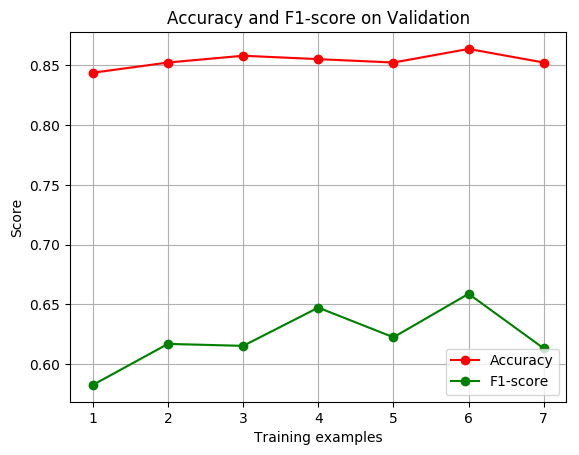 Accuracy and F1-score on Validation
0.85
0.80
0.75
0.70
0.65
0.60
Score
1 2 3 4 5 6 7
Training examples
Accuracy
F1-score